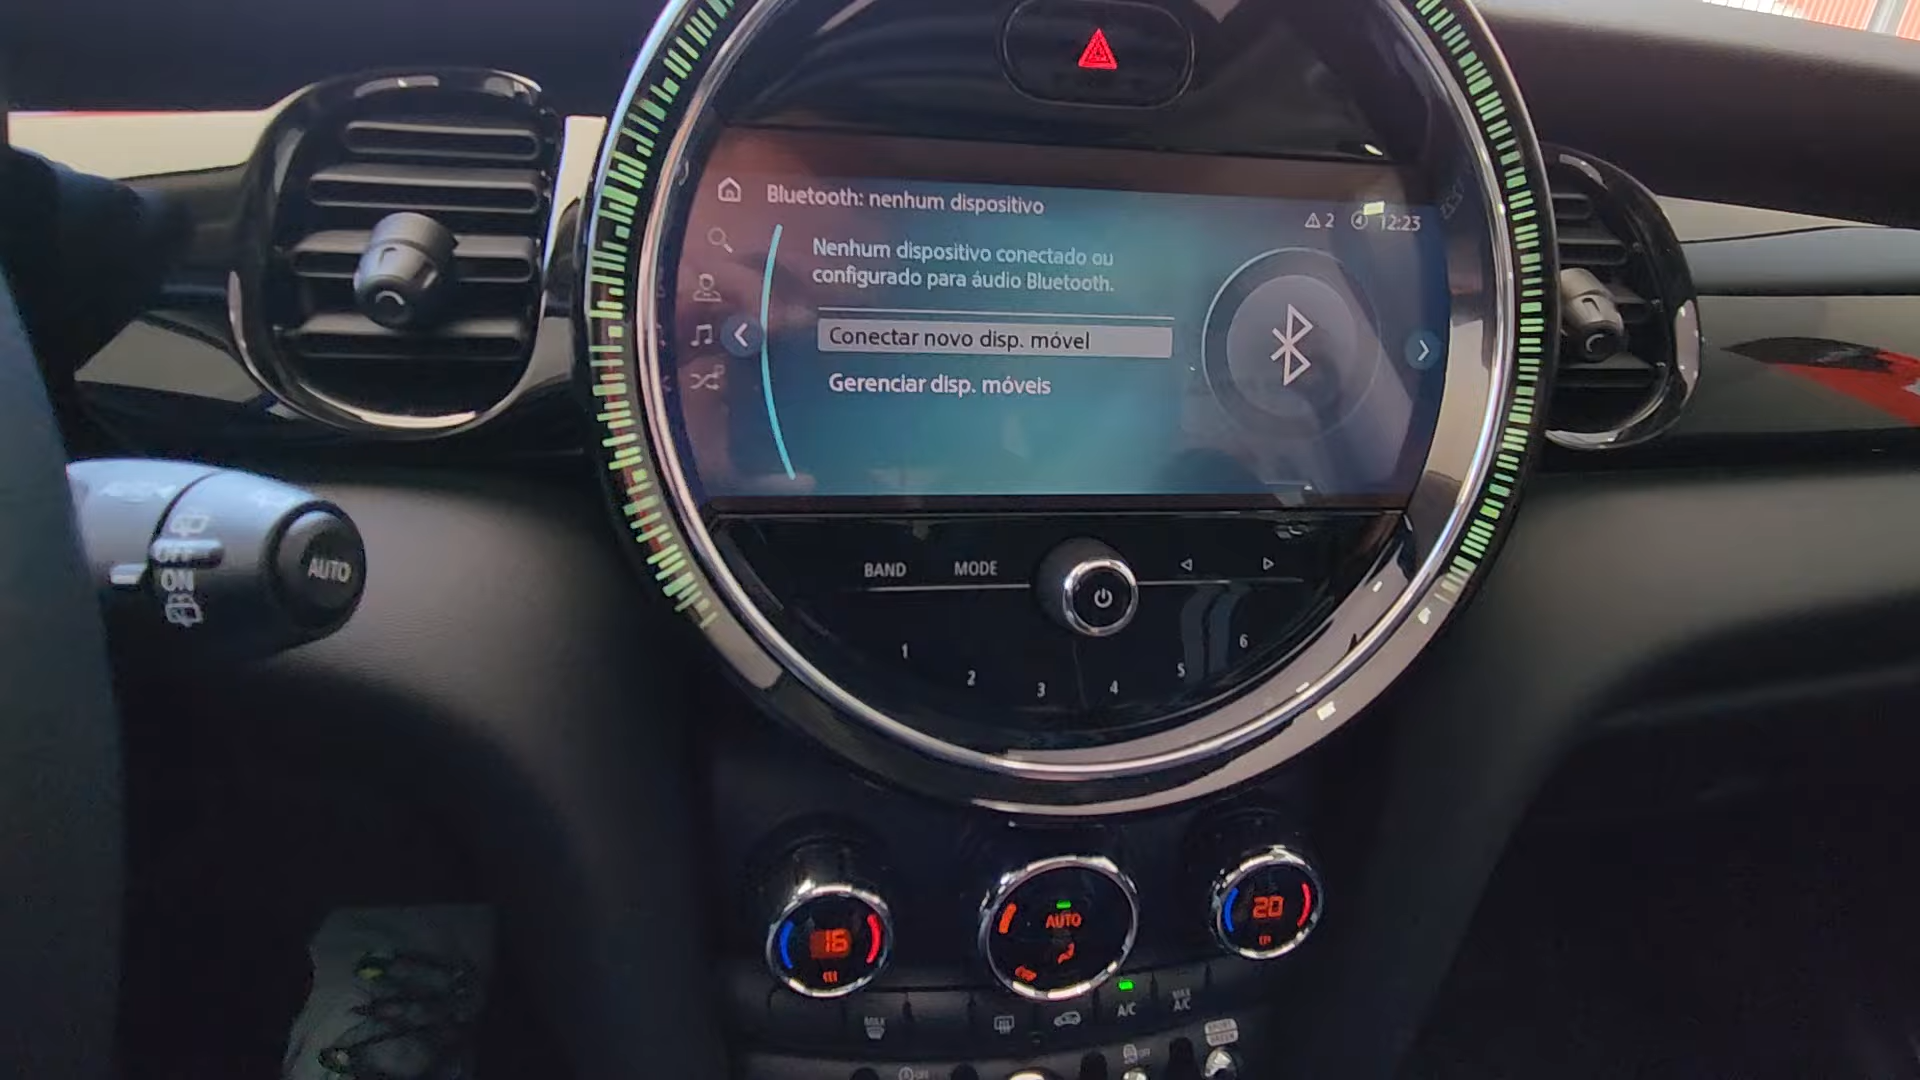 Bluetooth: nenhum dispositivo
2 12:23
Nenhum dispositivo conectado ou
configurado para áudio Bluetooth.
Conectar novo disp. móvel
Gerenciar disp. móveis
BAND MODE
1 2 3 4 5 6
OFF
ON
AUTO
16
AUTO
20
MAX
A/C
MAX
A/C